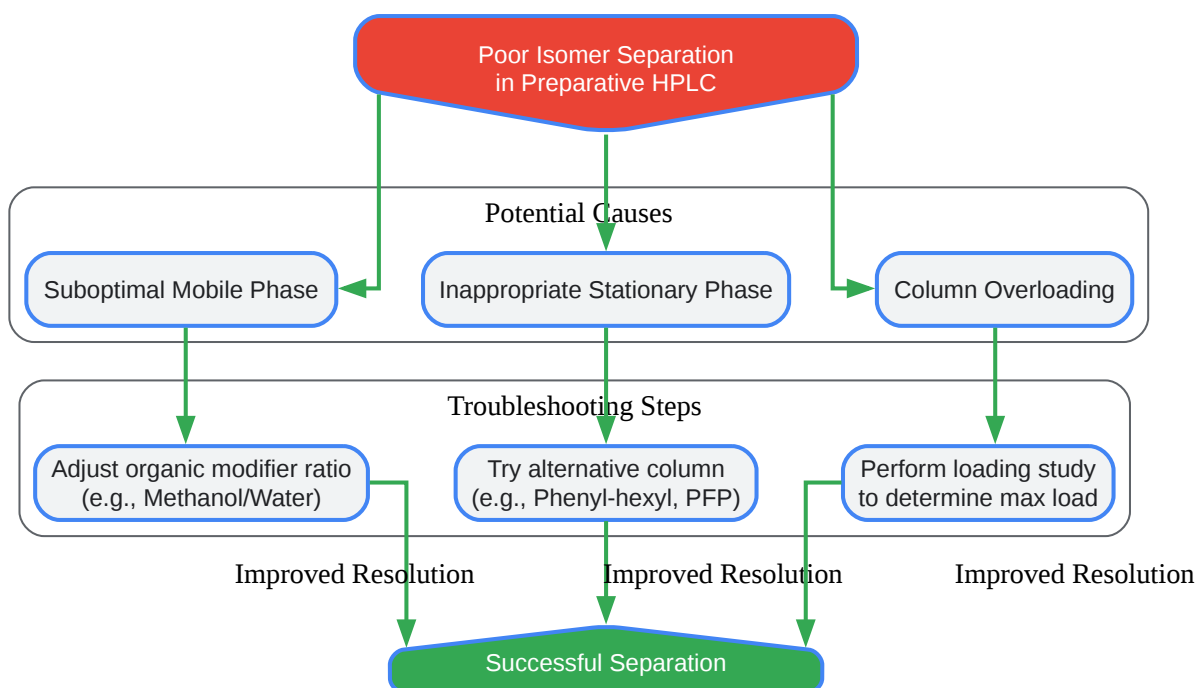 Poor Isomer Separation
in Preparative HPLC
Potential Causes
Suboptimal Mobile Phase
Inappropriate Stationary Phase
Column Overloading
Troubleshooting Steps
Adjust organic modifier ratio
(e.g., Methanol/Water)
Try alternative column
(e.g., Phenyl-hexyl, PFP)
Perform loading study
to determine max load
Improved Resolution
Improved Resolution
Improved Resolution
Successful Separation